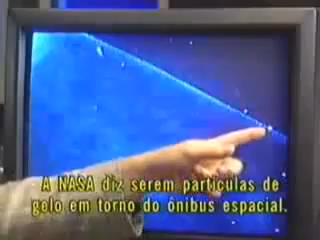 A NASA diz serem partículas de
gelo em torno do ônibus espacial.